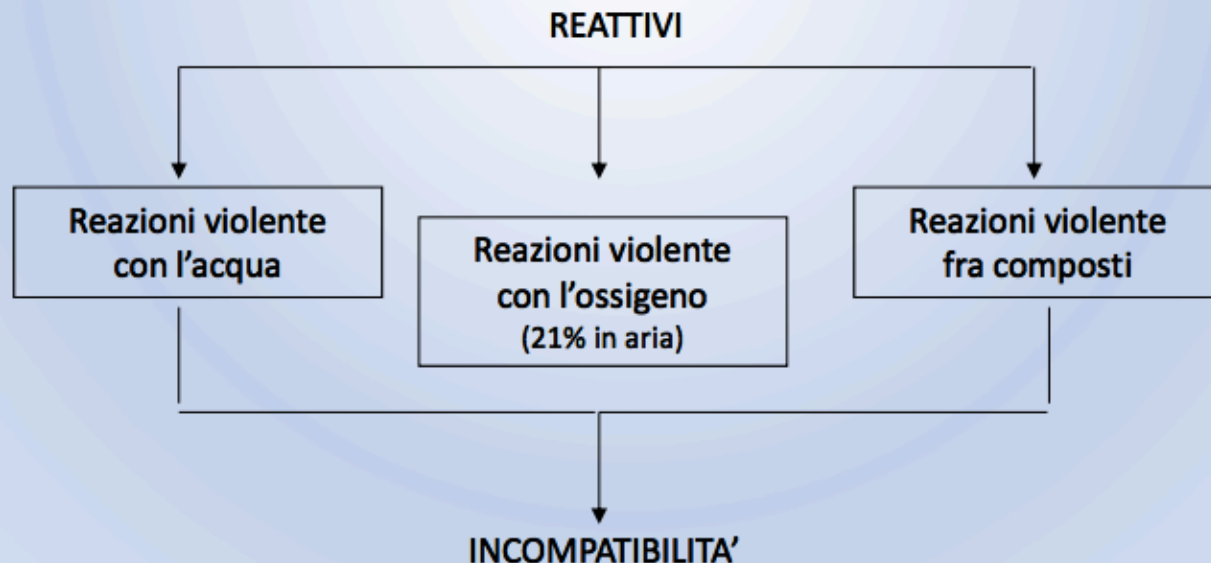 REATTIVI
Reazioni violente
con l'acqua
Reazioni violente
con l'ossigeno
(21% in aria)
Reazioni violente
fra composti
INCOMPATIBILITA'